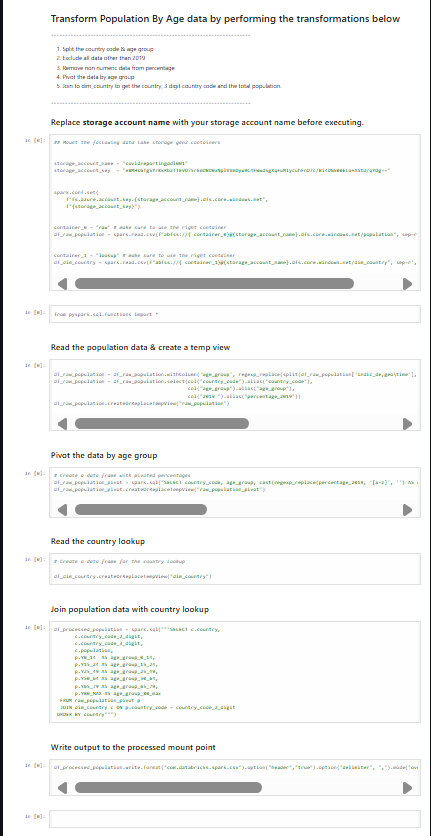 Transform Population By Age data by performing the transformations below
1. Split the country code & age group
2. Exclude all data other than 2019
3. Remove non numeric data from percentage
4. Pivot the data by age group
5. Join to dim_country to get the country, 3 digit country code and the total population.
Replace storage account name with your storage account name before executing.
In [0]:
## Mount the following data lake storage gen2 containers
storage_account_name = "covidreportingddl001"
storage_account_key =
spark.conf.set(
f"fs.azure.account.key.{storage_account_name}.dfs.core.windows.net",
f"{storage_account_key}")
container_0 = "raw" # make sure to use the right container
df_raw_population = spark.read.csv(f"abfss://{ container_0}@{storage_account_name}.dfs.core.windows.net/population", sep=r
container_1 = "lookup" # make sure to use the right container
df_dim_country = spark.read.csv(f"abfss://{ container_1}@{storage_account_name}.dfs.core.windows.net/dim_country", sep=r',
In [0]:
from pyspark.sql.functions import *
Read the population data & create a temp view
In [0]:
df_raw_population = df_raw_population.withColumn('age_group', regexp_replace(split(df_raw_population['indic_de,geo\time'],
df_raw_population = df_raw_population.select(col("country_code").alias("country_code"),
col("age_group").alias("age_group"),
col("2019 ").alias("percentage_2019"))
df_raw_population.createOrReplaceTempView("raw_population")
Pivot the data by age group
In [0]:
# Create a data frame with pivoted percentages
df_raw_population_pivot = spark.sql("SELECT country_code, age_group, cast(regexp_replace(percentage_2019, '[a-z]', '') AS
df_raw_population_pivot.createOrReplaceTempView("raw_population_pivot")
Read the country lookup
In [0]:
# Create a data frame for the country lookup
df_dim_country.createOrReplaceTempView("dim_country")
Join population data with country lookup
In [0]:
df_processed_population = spark.sql("""SELECT c.country,
c.country_code_2_digit,
c.country_code_3_digit,
c.population,
p.Y0_14 AS age_group_0_14,
p.Y15_24 AS age_group_15_24,
p.Y25_49 AS age_group_25_49,
p.Y50_64 AS age_group_50_64,
p.Y65_79 AS age_group_65_79,
p.Y80_MAX AS age_group_80_max
FROM raw_population_pivot p
JOIN dim_country c ON p.country_code = country_code_2_digit
ORDER BY country""")
Write output to the processed mount point
In [0]:
df_processed_population.write.format("com.databricks.spark.csv").option("header","true").option("delimiter", ",").mode("ov
In [0]: